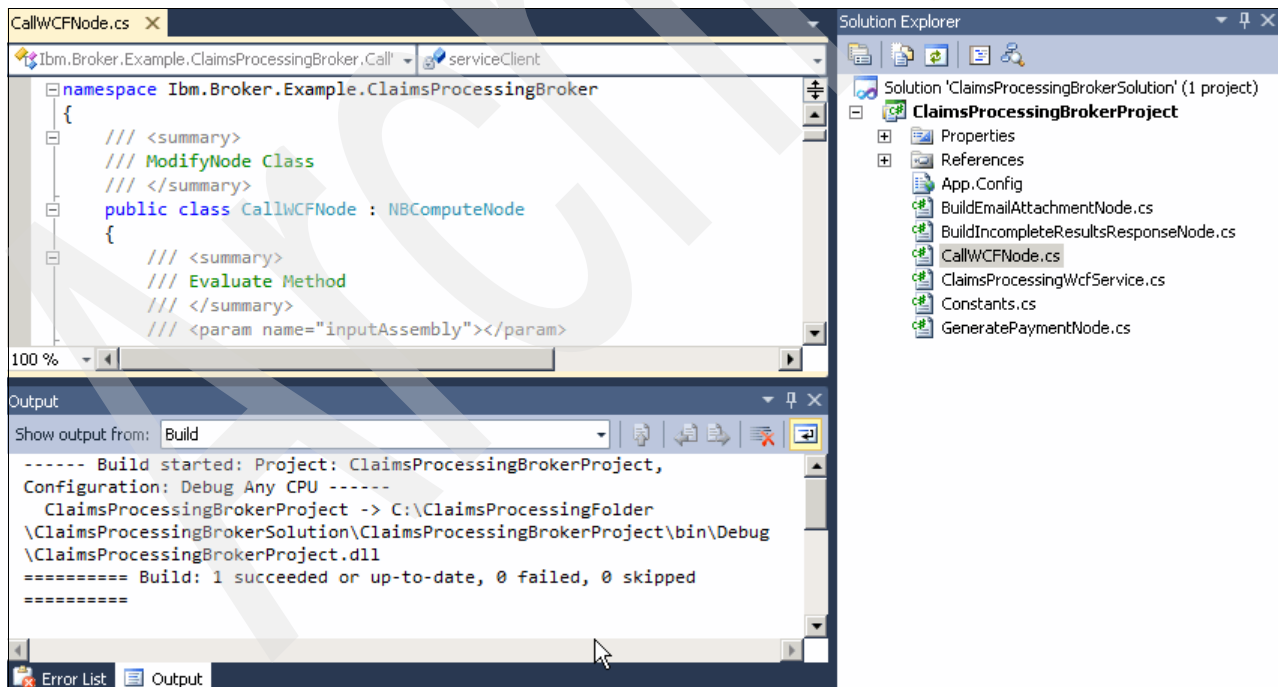 CallWCFNode.cs
Ibm.Broker.Example.ClaimsProcessingBroker.Call'
serviceClient
namespace Ibm.Broker.Example.ClaimsProcessingBroker
{
/// <summary>
/// ModifyNode Class
/// </summary>
public class CallWCFNode : NBComputeNode
{
/// <summary>
/// Evaluate Method
/// </summary>
/// <param name="inputAssembly"></param>
100 %
Output
Show output from: Build
------ Build started: Project: ClaimsProcessingBrokerProject,
Configuration: Debug Any CPU ------
ClaimsProcessingBrokerProject -> C:\ClaimsProcessingFolder
\ClaimsProcessingBrokerSolution\ClaimsProcessingBrokerProject\bin\Debug
\ClaimsProcessingBrokerProject.dll
========== Build: 1 succeeded or up-to-date, 0 failed, 0 skipped
==========
Error List Output
Solution Explorer
Solution 'ClaimsProcessingBrokerSolution' (1 project)
ClaimsProcessingBrokerProject
Properties
References
App.Config
BuildEmailAttachmentNode.cs
BuildIncompleteResultsResponseNode.cs
CallWCFNode.cs
ClaimsProcessingWcfService.cs
Constants.cs
GeneratePaymentNode.cs